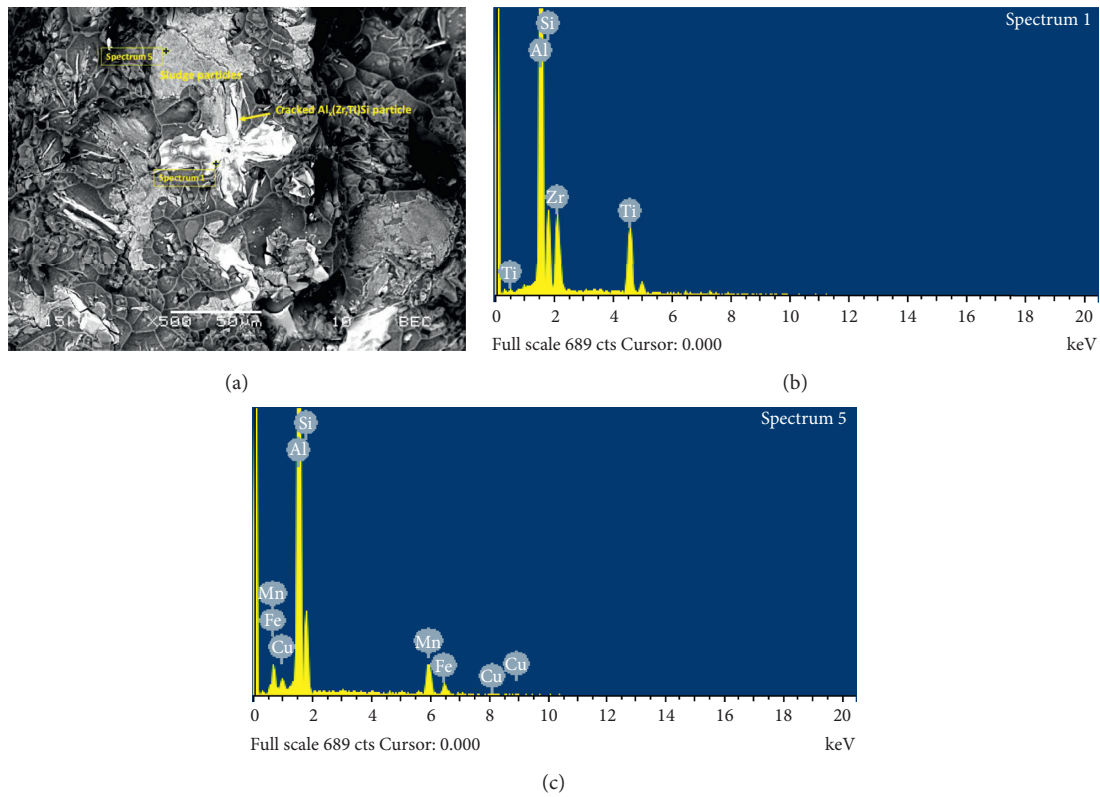 Spectrum 5
Sludge particles
Cracked Alx(Zr,Ti)Si particle
Spectrum 1
15kV X500 50μm 10 BEC
(a)
Spectrum 1
Si
Al
Zr
Ti
Ti
0 2 4 6 8 10 12 14 16 18 20
Full scale 689 cts Cursor: 0.000 keV
(b)
Spectrum 5
Si
Al
Mn
Fe
Cu
Mn
Fe
Cu
Cu
0 2 4 6 8 10 12 14 16 18 20
Full scale 689 cts Cursor: 0.000 keV
(c)